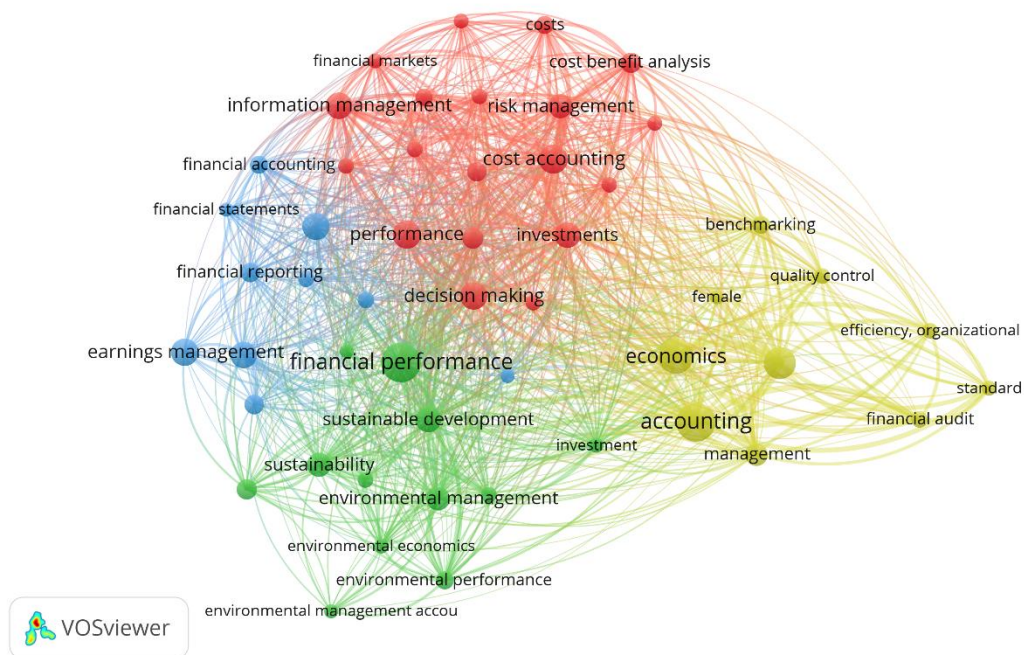 costs
financial markets
cost benefit analysis
information management
risk management
cost accounting
financial accounting
financial statements
benchmarking
performance
investments
financial reporting
quality control
decision making
female
efficiency, organizational
earnings management
financial performance
economics
standard
sustainable development
accounting
financial audit
investment
management
sustainability
environmental management
environmental economics
environmental performance
environmental management accou
VOSviewer